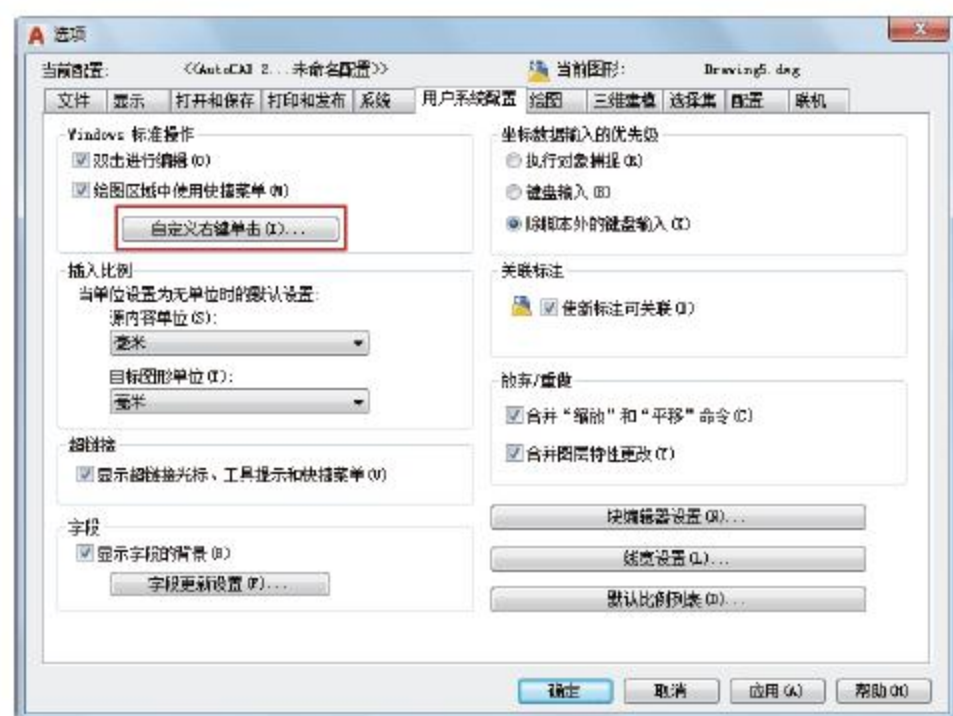 选项
当前配置: <<AutoCAD 2...未命名配置>> 当前图形: Drawing5.dwg
文件 显示 打开和保存 打印和发布 系统 用户系统配置 绘图 三维建模 选择集 配置 联机
Windows 标准操作
双击进行编辑(O)
绘图区域中使用快捷菜单(M)
自定义右键单击(I)...
插入比例
当单位设置为无单位时的默认设置:
源内容单位(S):
毫米
目标图形单位(T):
毫米
超链接
显示超链接光标、工具提示和快捷菜单(U)
字段
显示字段的背景(B)
字段更新设置(F)...
坐标数据输入的优先级
执行对象捕捉(R)
键盘输入
除脚本外的键盘输入(X)
关联标注
使新标注可关联
放弃/重做
合并“缩放”和“平移”命令(C)
合并图层特性更改(T)
块编辑器设置(N)...
线宽设置(L)...
默认比例列表(D)...
确定 取消 应用(A) 帮助(H)